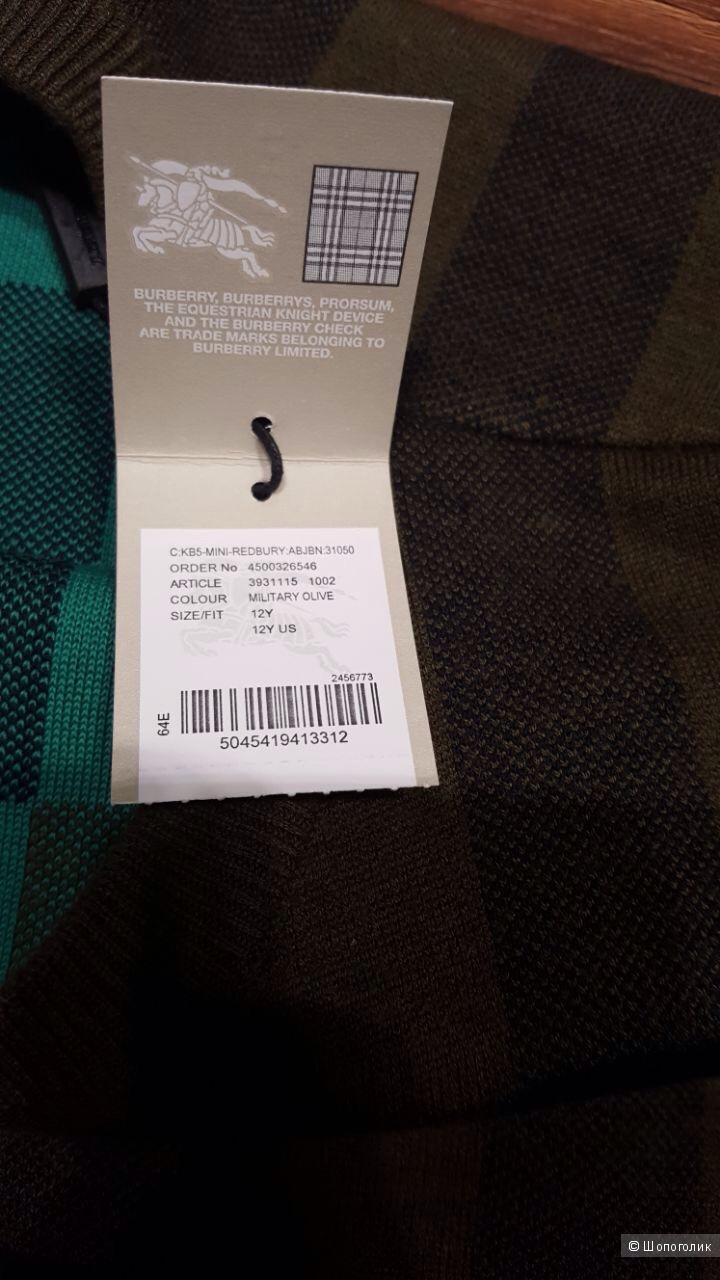 BURBERRY, BURBERRYS, PRORSUM,
THE EQUESTRIAN KNIGHT DEVICE
AND THE BURBERRY CHECK
ARE TRADE MARKS BELONGING TO
BURBERRY LIMITED.
C:KB5-MINI-REDBURY:ABJBN:31050
ORDER No 4500326546
ARTICLE 3931115 1002
COLOUR MILITARY OLIVE
SIZE/FIT 12Y
12Y US
2456773
64E
5045419413312
© Шопоголик